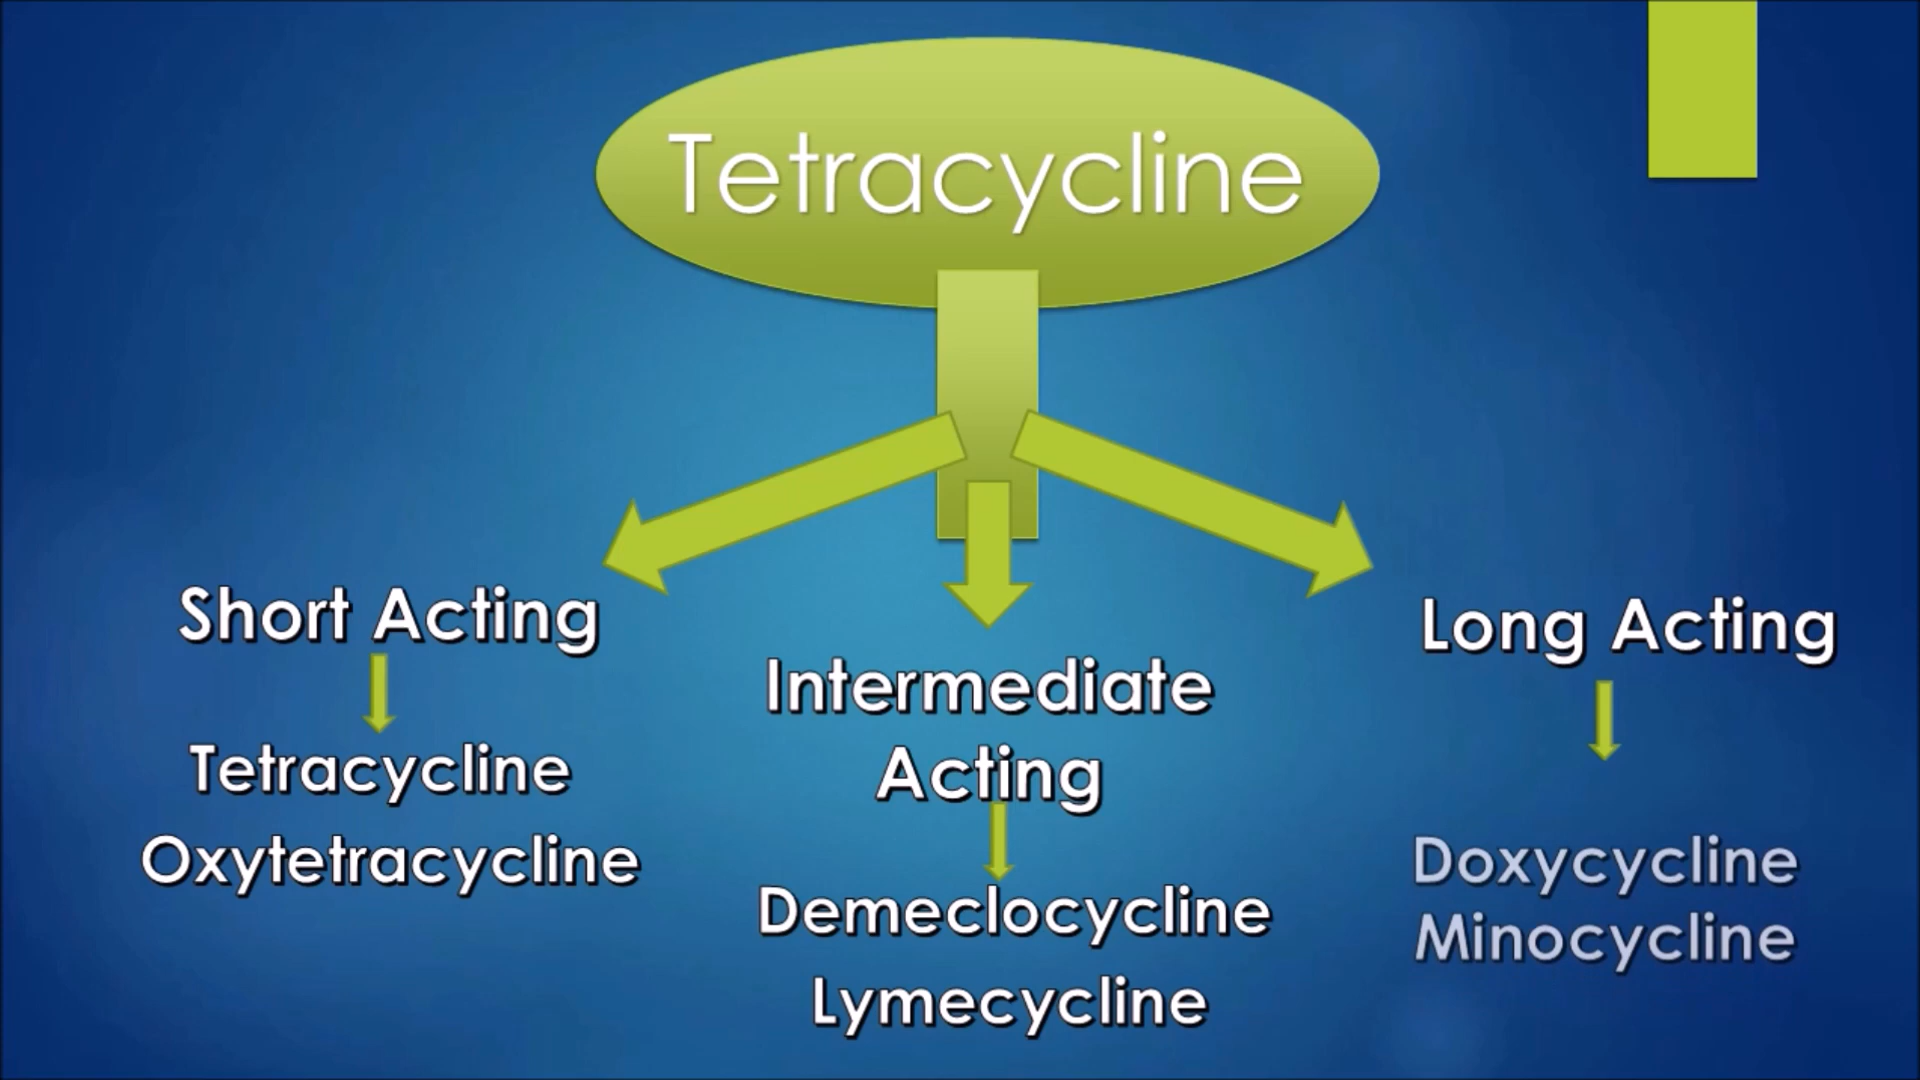 Tetracycline
Short Acting
Tetracycline
Oxytetracycline
Intermediate
Acting
Demeclocycline
Lymecycline
Long Acting
Doxycycline
Minocycline